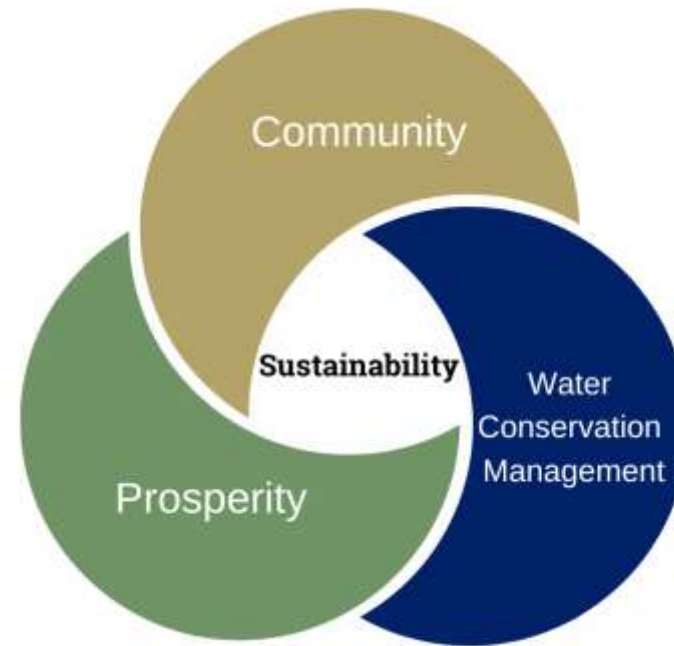 Community
Sustainability
Water
Conservation
Management
Prosperity